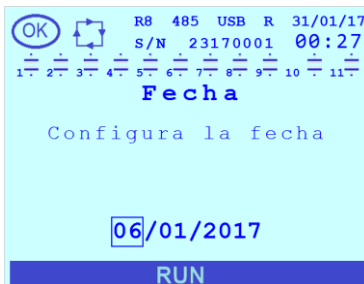 OK R8 485 USB R 31/01/17
S/N 23170001 00:27
1 2 3 4 5 6 7 8 9 10 11
Fecha
Configura la fecha
06/01/2017
RUN